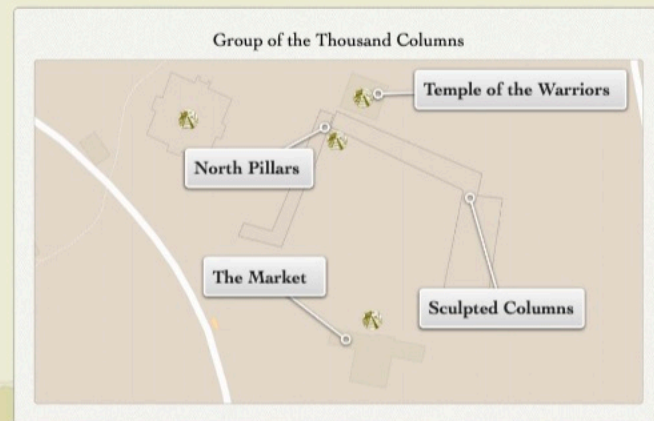 Group of the Thousand Columns
Temple of the Warriors
North Pillars
The Market
Sculpted Columns